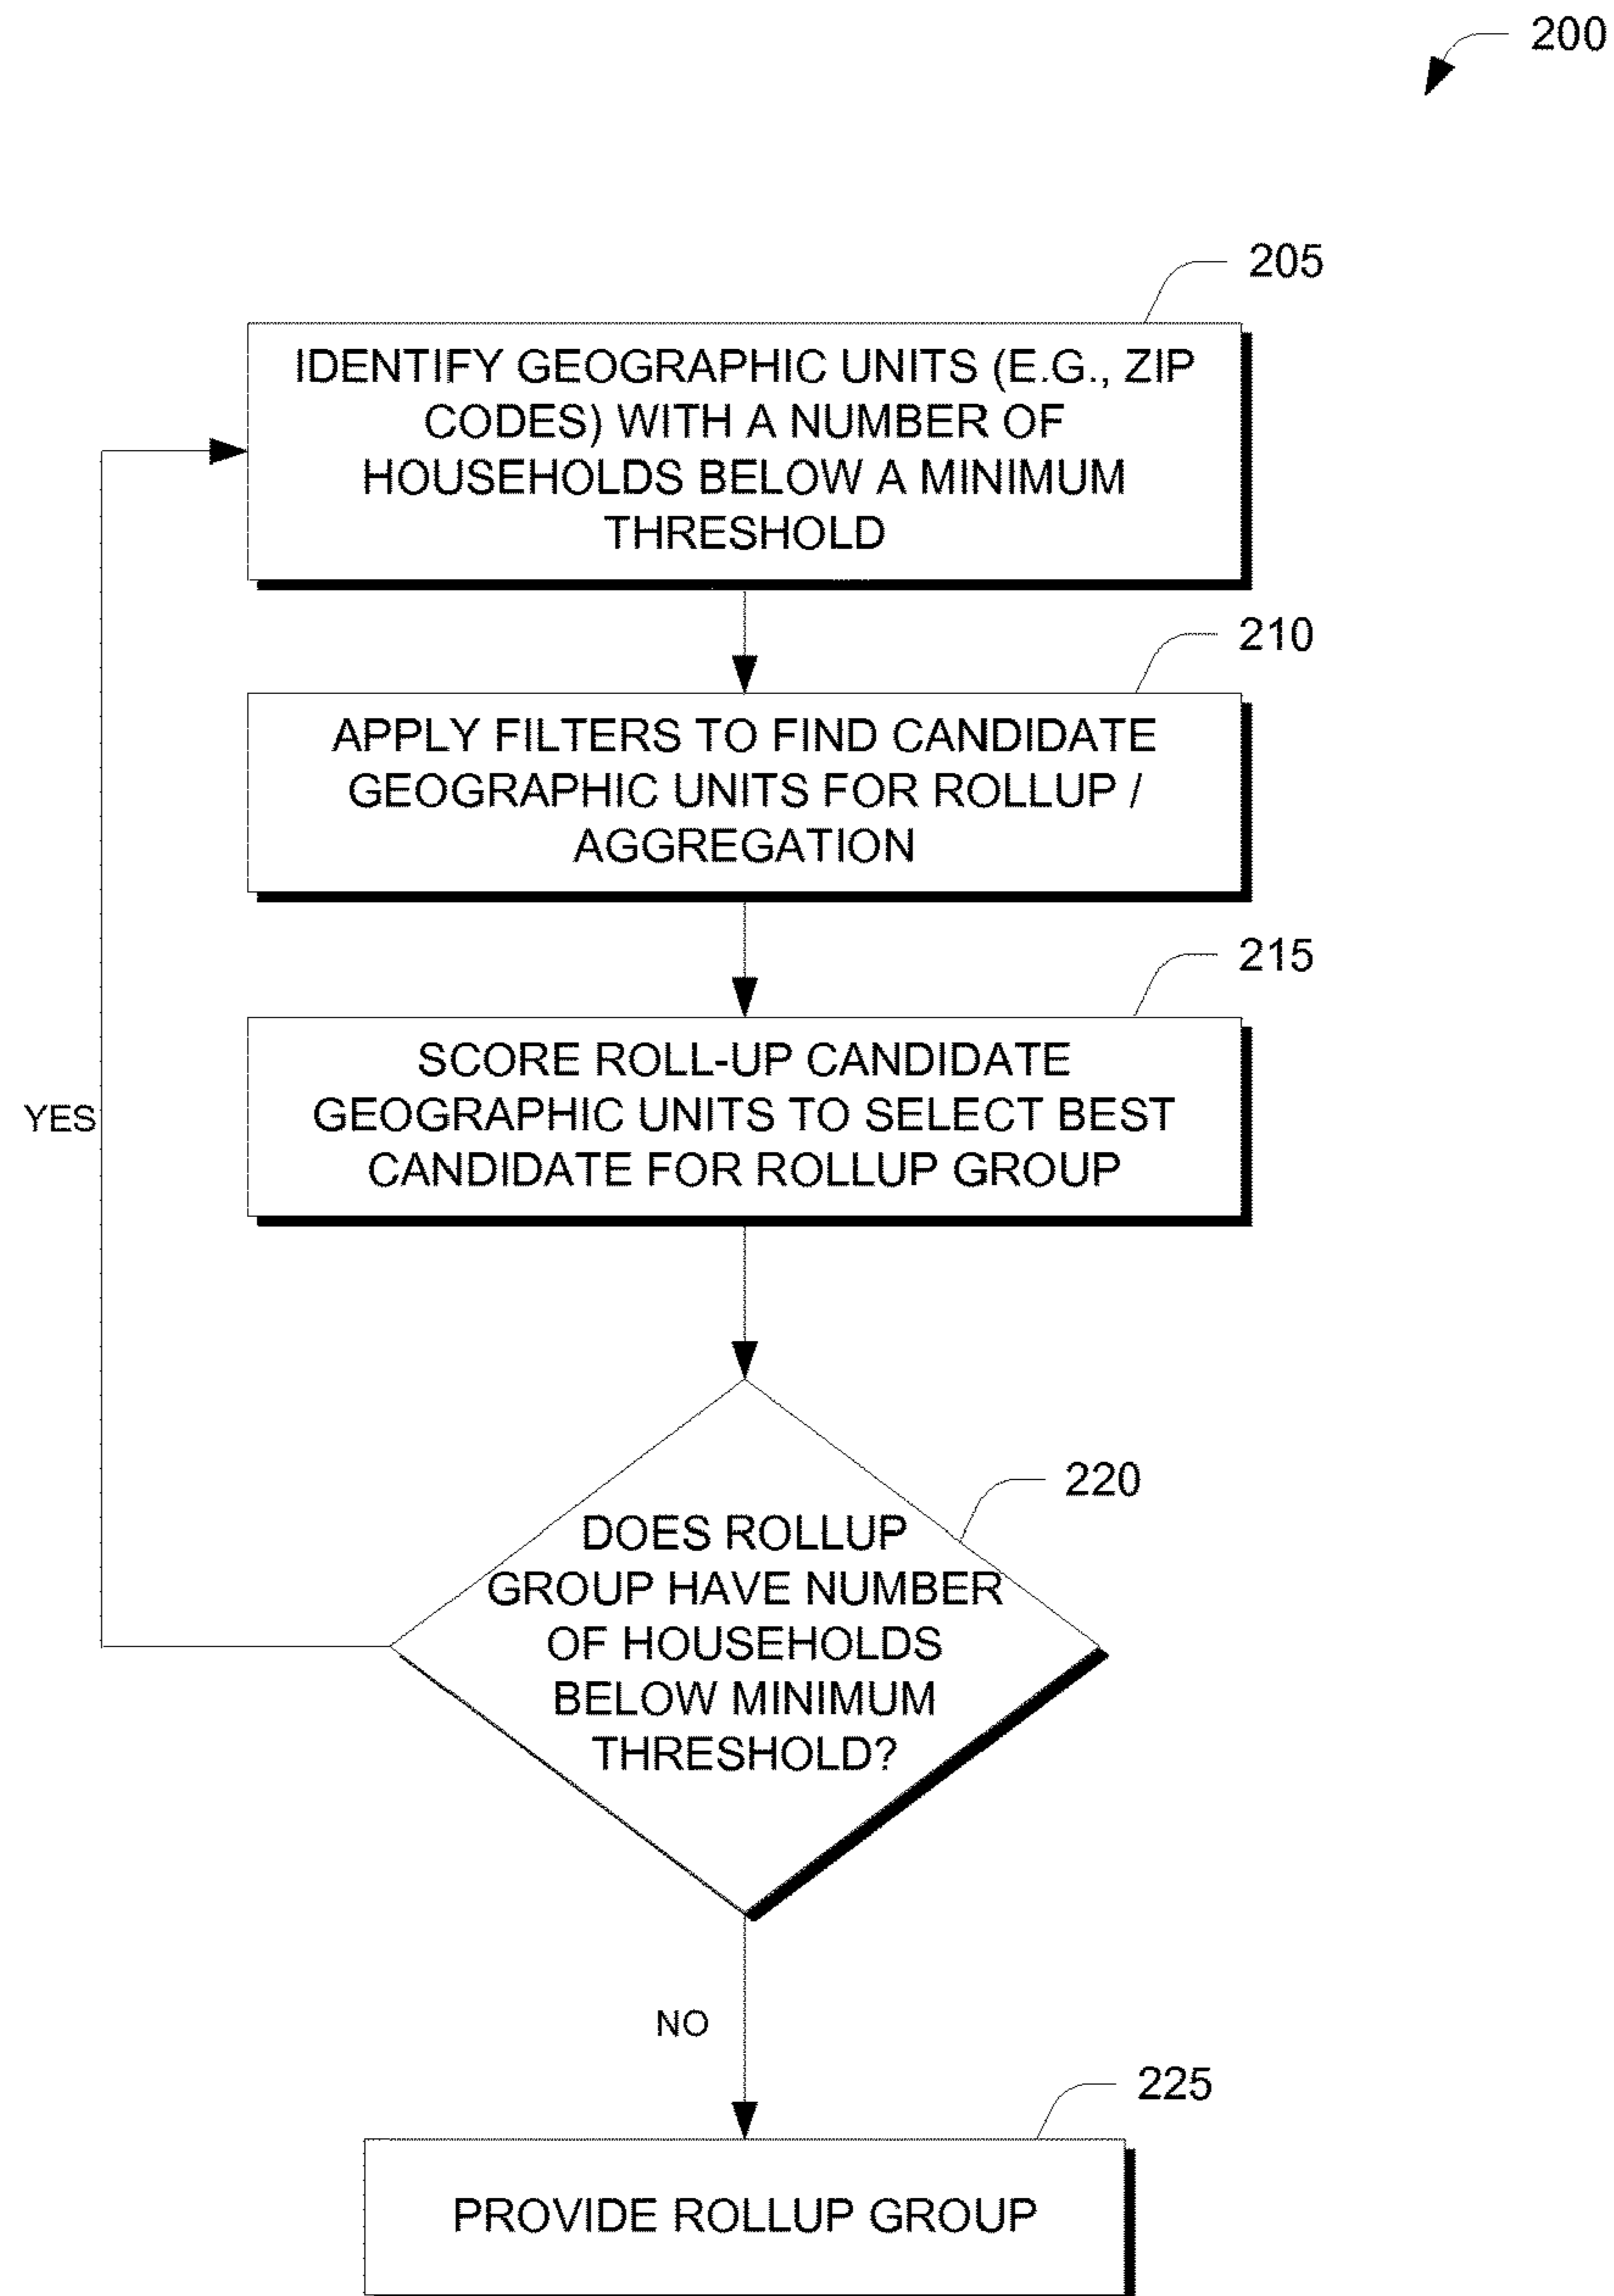 200
205
IDENTIFY GEOGRAPHIC UNITS (E.G., ZIP
CODES) WITH A NUMBER OF
HOUSEHOLDS BELOW A MINIMUM
THRESHOLD
210
APPLY FILTERS TO FIND CANDIDATE
GEOGRAPHIC UNITS FOR ROLLUP /
AGGREGATION
215
SCORE ROLL-UP CANDIDATE
GEOGRAPHIC UNITS TO SELECT BEST
CANDIDATE FOR ROLLUP GROUP
YES
220
DOES ROLLUP
GROUP HAVE NUMBER
OF HOUSEHOLDS
BELOW MINIMUM
THRESHOLD?
NO
225
PROVIDE ROLLUP GROUP